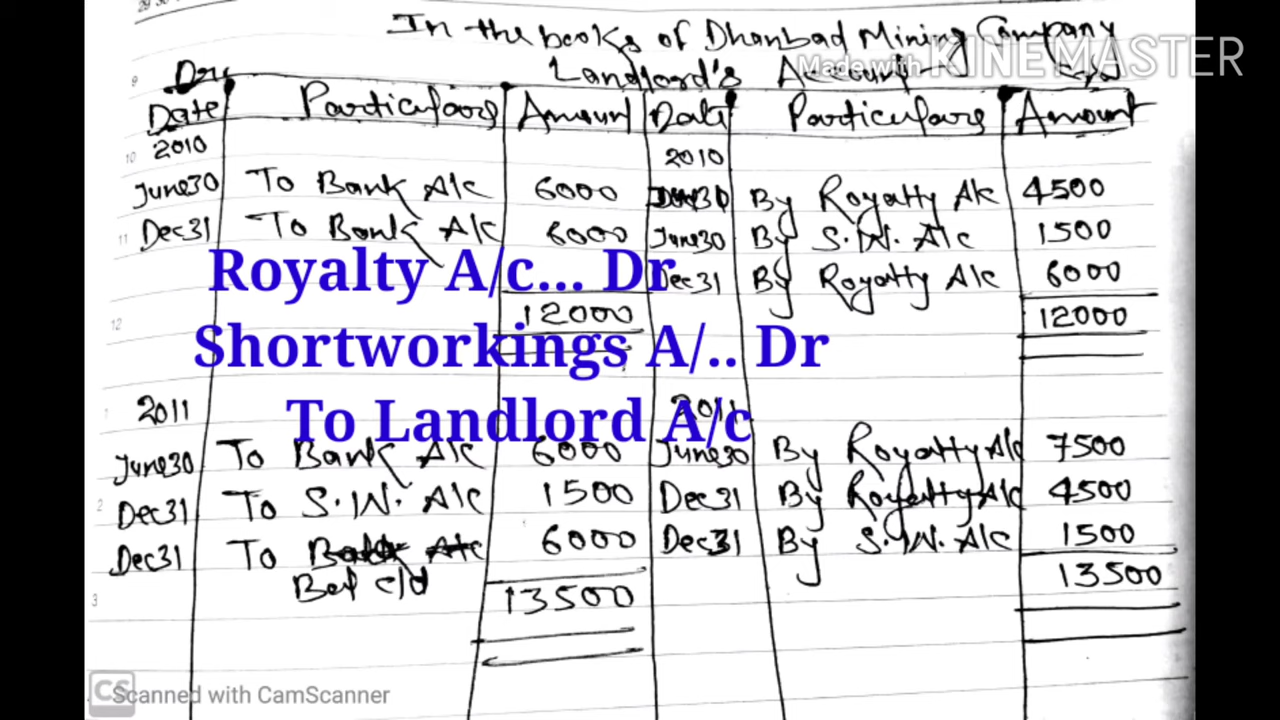 In the books of Dhanbad Mining Company
Made with KINEMASTER
Landlord's Account
Dr.
Date Particulars Amount Date Particulars Amount
2010 2010
June 30 To Bank A/c 6000 By Royalty A/c 4500
Dec 31 To Bank A/c 6000 June 30 By S.W. A/c 1500
Royalty A/c... Dr
Dec 31 By Royalty A/c 6000
12000 12000
Shortworkings A/.. Dr
To Landlord A/c
2011 2011
June 30 To Bank A/c 6000 June 30 By Royalty A/c 7500
Dec 31 To S.W. A/c 1500 Dec 31 By Royalty A/c 4500
Dec 31 To 6000 Dec 31 By S.W. A/c 1500
Bal c/d
13500 13500
CS Scanned with CamScanner